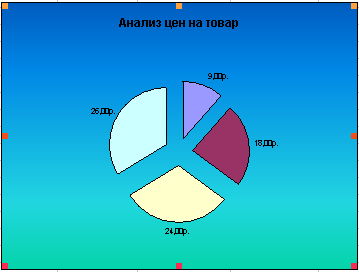 Анализ цен на товар
9,00р.
26,00р.
18,00р.
24,00р.